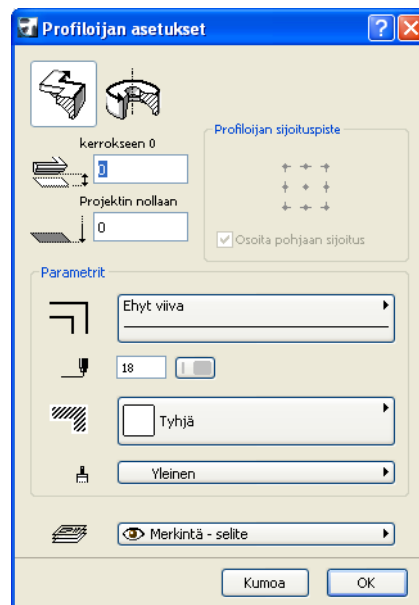 Profiloijan asetukset
kerrokseen 0
0
Projektin nollaan
0
Profiloijan sijoituspiste
Osoita pohjaan sijoitus
Parametrit
Ehyt viiva
18
Tyhjä
Yleinen
Merkintä - selite
Kumoa
OK